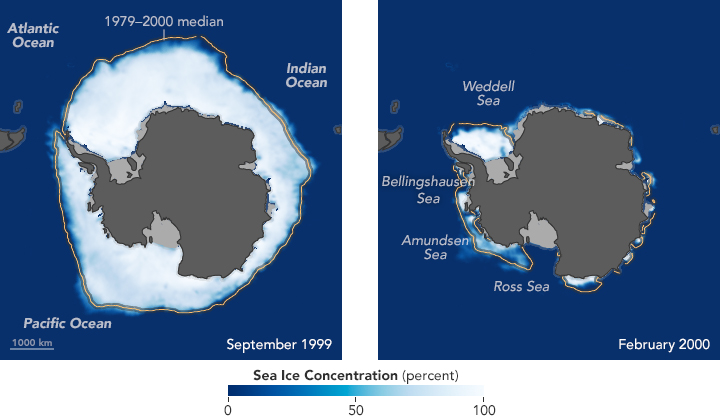 1979–2000 median
Atlantic
Ocean
Indian
Ocean
Pacific Ocean
1000 km
September 1999
Weddell
Sea
Bellingshausen
Sea
Amundsen
Sea
Ross Sea
February 2000
Sea Ice Concentration (percent)
0 50 100